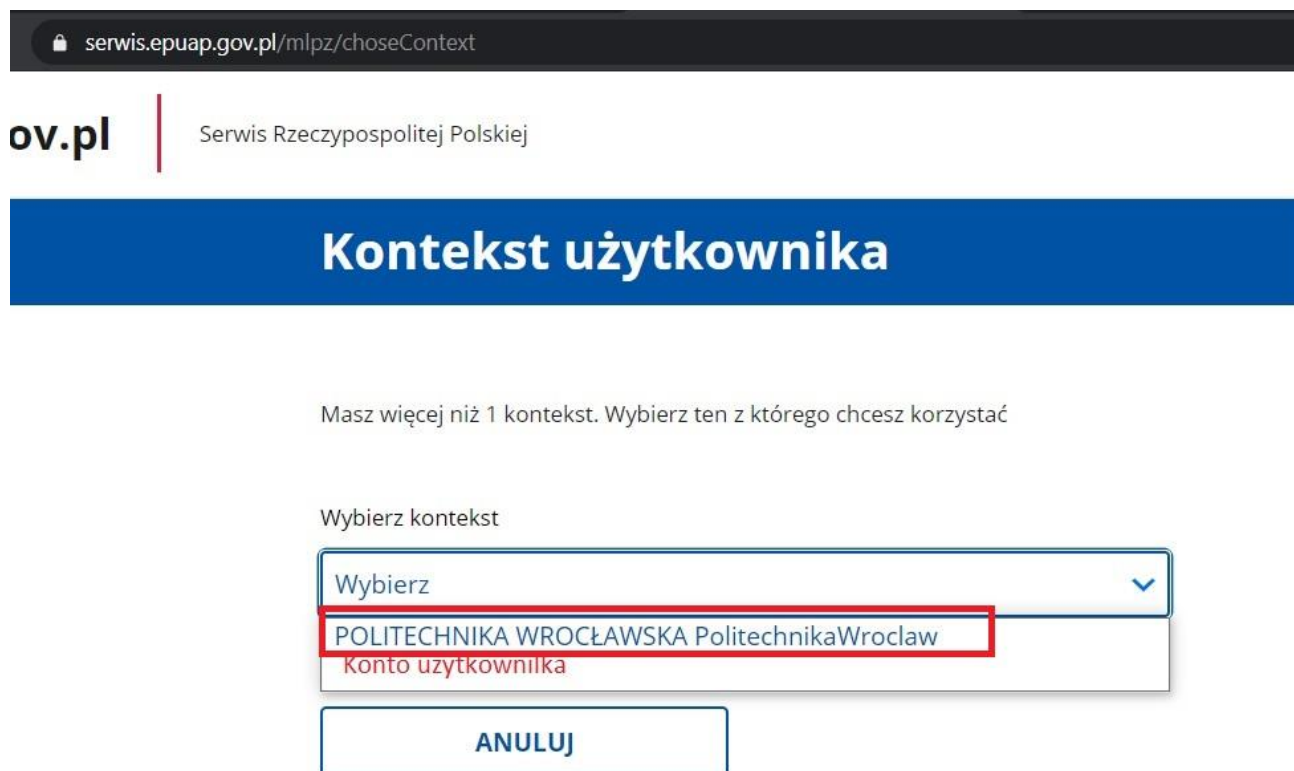 serwis.epuap.gov.pl/mlpz/choseContext
ov.pl
Serwis Rzeczypospolitej Polskiej
Kontekst użytkownika
Masz więcej niż 1 kontekst. Wybierz ten z którego chcesz korzystać
Wybierz kontekst
Wybierz
POLITECHNIKA WROCŁAWSKA PolitechnikaWroclaw
Konto użytkownilka
ANULUJ